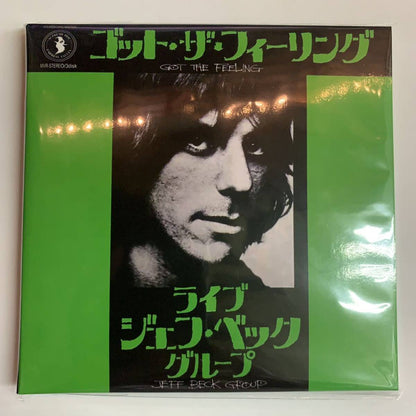 ゴット・ザ・フィーリング
GOT THE FEELING
ライブ
ジェフ・ベック
グループ
JEFF BECK GROUP